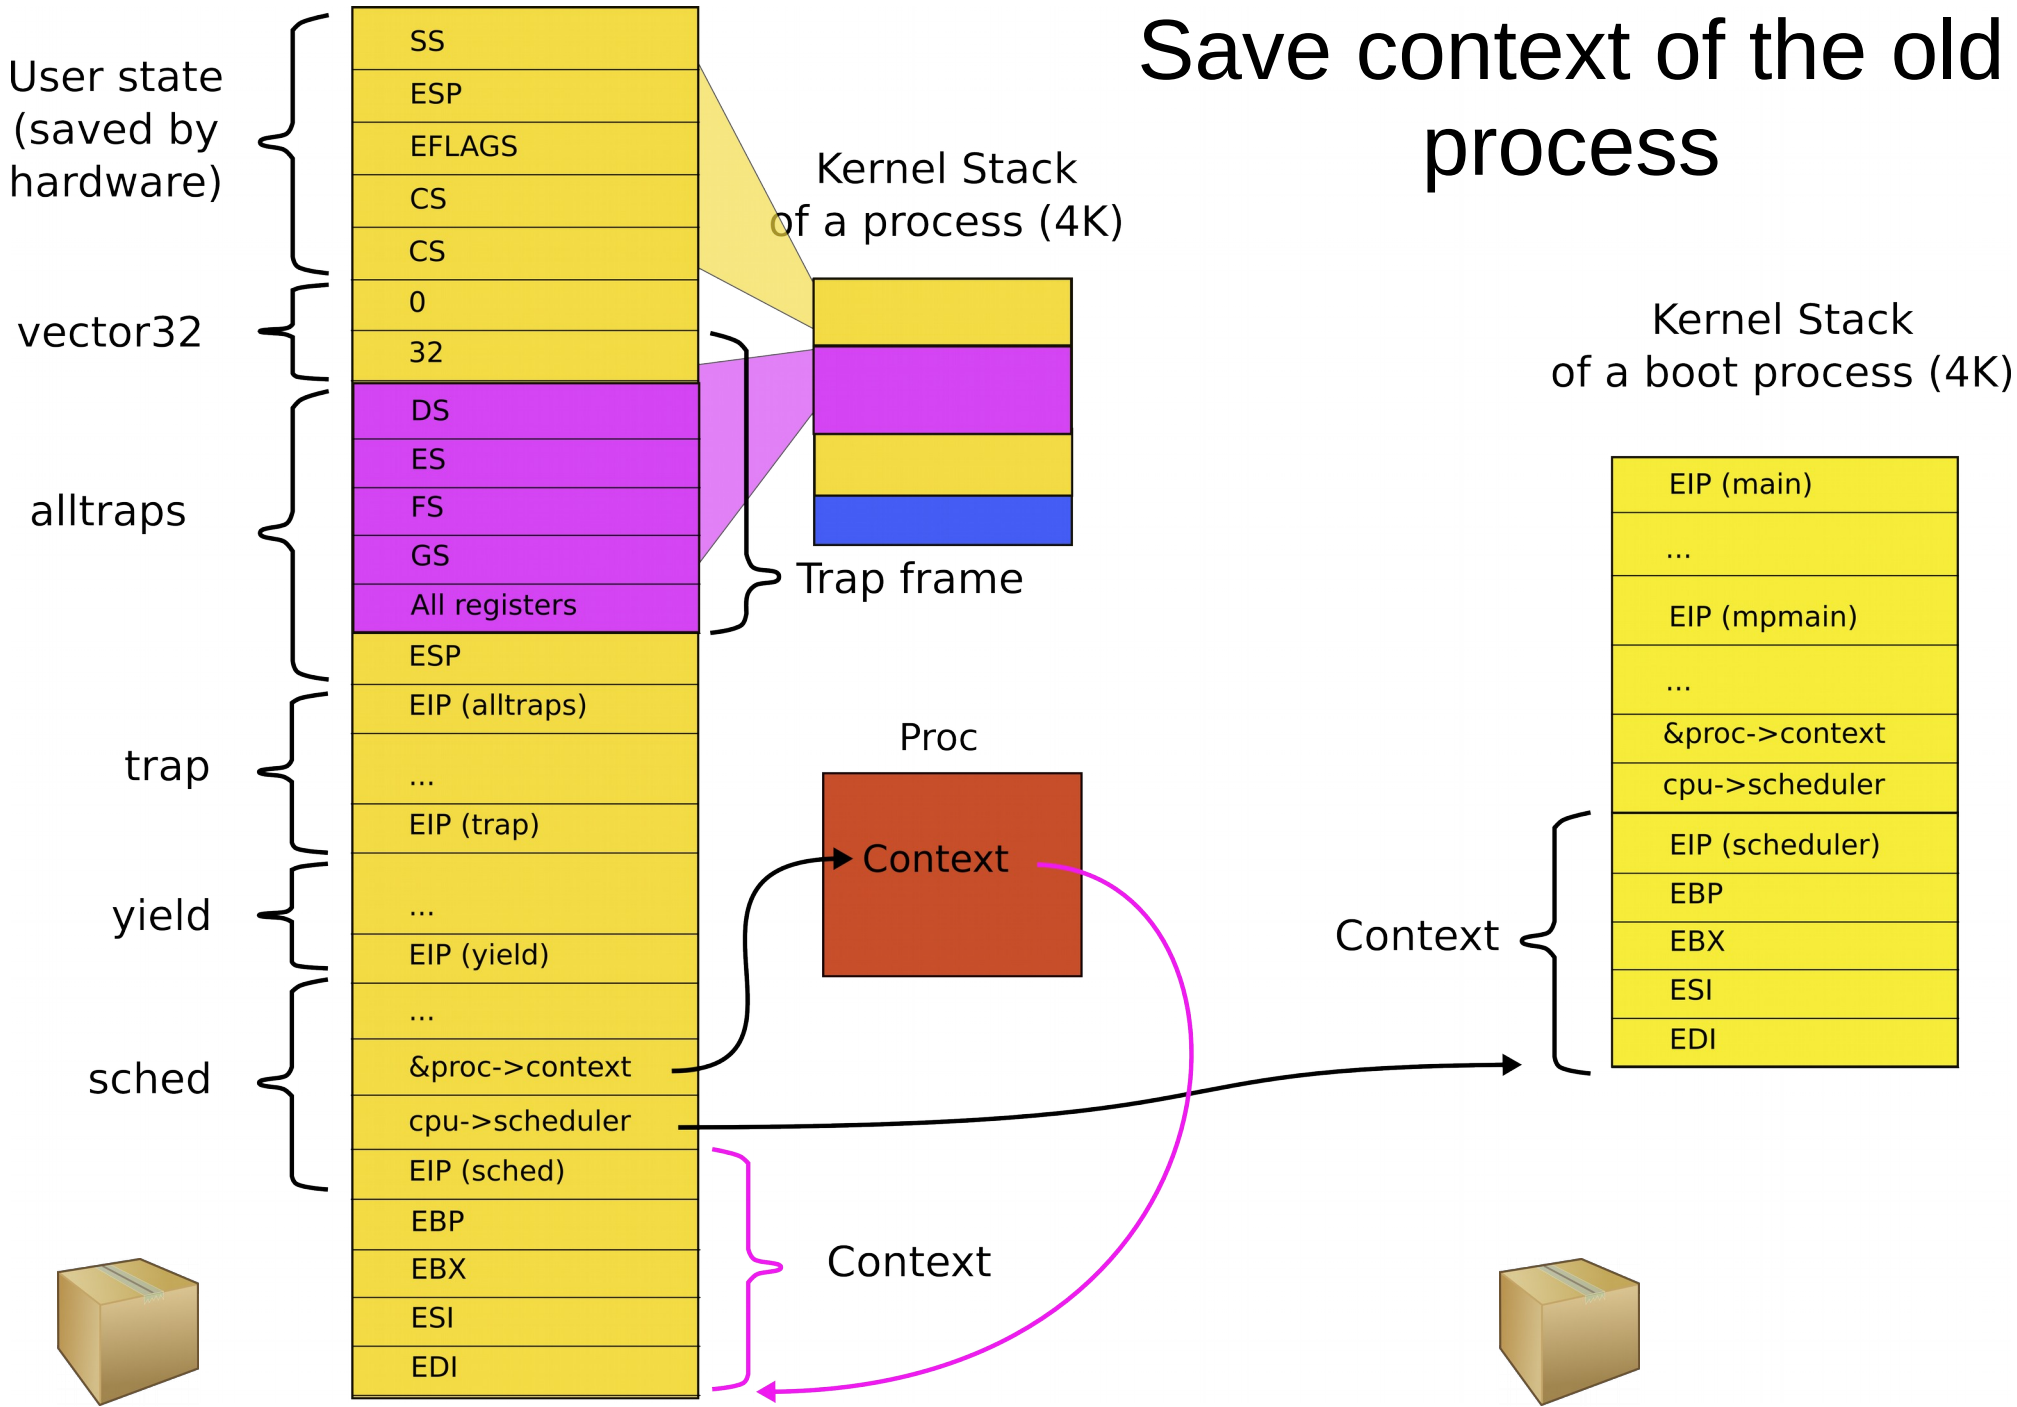 Save context of the old
process
User state
(saved by
hardware)
vector32
alltraps
trap
yield
sched
SS
ESP
EFLAGS
CS
CS
0
32
DS
ES
FS
GS
All registers
ESP
EIP (alltraps)
...
EIP (trap)
...
EIP (yield)
...
&proc->context
cpu->scheduler
EIP (sched)
EBP
EBX
ESI
EDI
Kernel Stack
of a process (4K)
Trap frame
Proc
Context
Context
Kernel Stack
of a boot process (4K)
EIP (main)
...
EIP (mpmain)
...
&proc->context
cpu->scheduler
EIP (scheduler)
EBP
EBX
ESI
EDI
Context